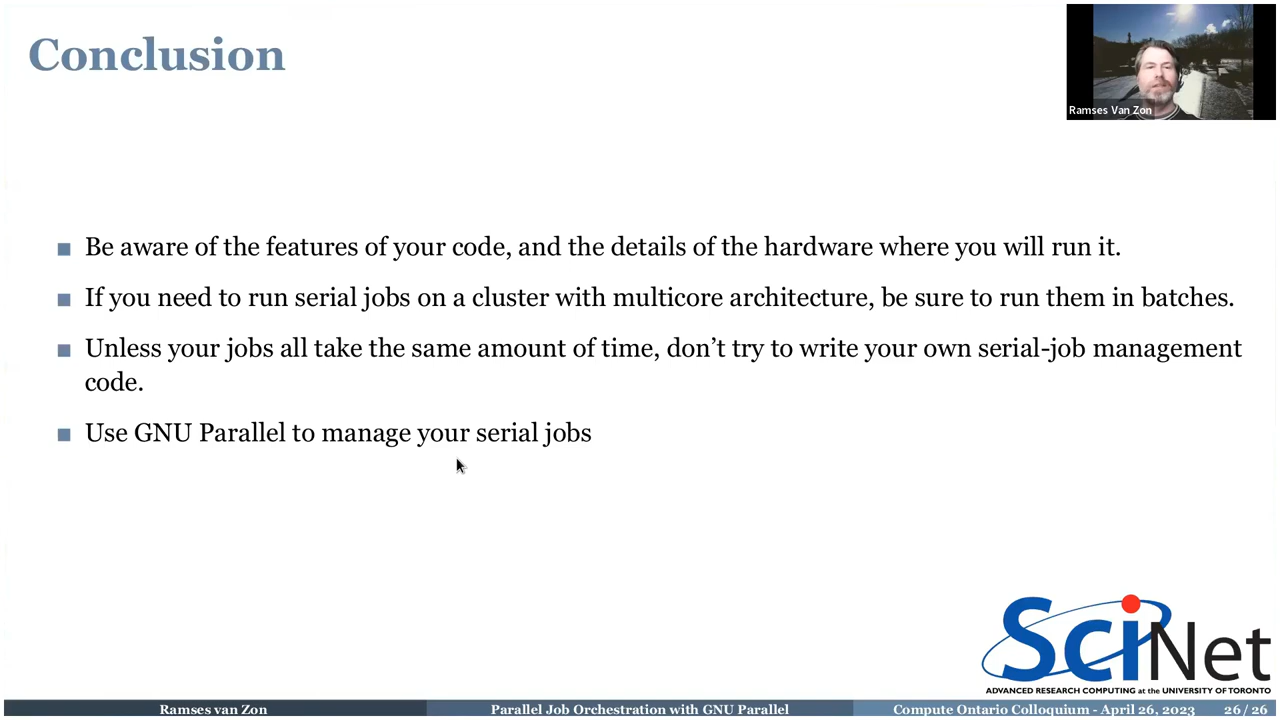 Conclusion
Ramses Van Zon
Be aware of the features of your code, and the details of the hardware where you will run it.
If you need to run serial jobs on a cluster with multicore architecture, be sure to run them in batches.
Unless your jobs all take the same amount of time, don’t try to write your own serial-job management
code.
Use GNU Parallel to manage your serial jobs
SciNet
ADVANCED RESEARCH COMPUTING at the UNIVERSITY OF TORONTO
Ramses van Zon
Parallel Job Orchestration with GNU Parallel
Compute Ontario Colloquium - April 26, 2023
26 / 26